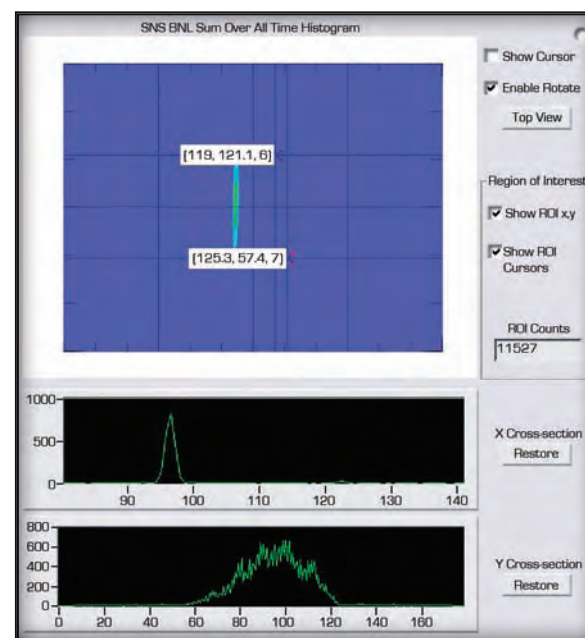 SNS BNL Sum Over All Time Histogram
Show Cursor
Enable Rotate
Top View
[119, 121.1, 6]
[125.3, 57.4, 7]
Region of Interest
Show ROI x,y
Show ROI
Cursors
ROI Counts
11527
1000
500
0
90 100 110 120 130 140
X Cross-section
Restore
800
600
400
200
0
0 20 40 60 80 100 120 140 160
Y Cross-section
Restore